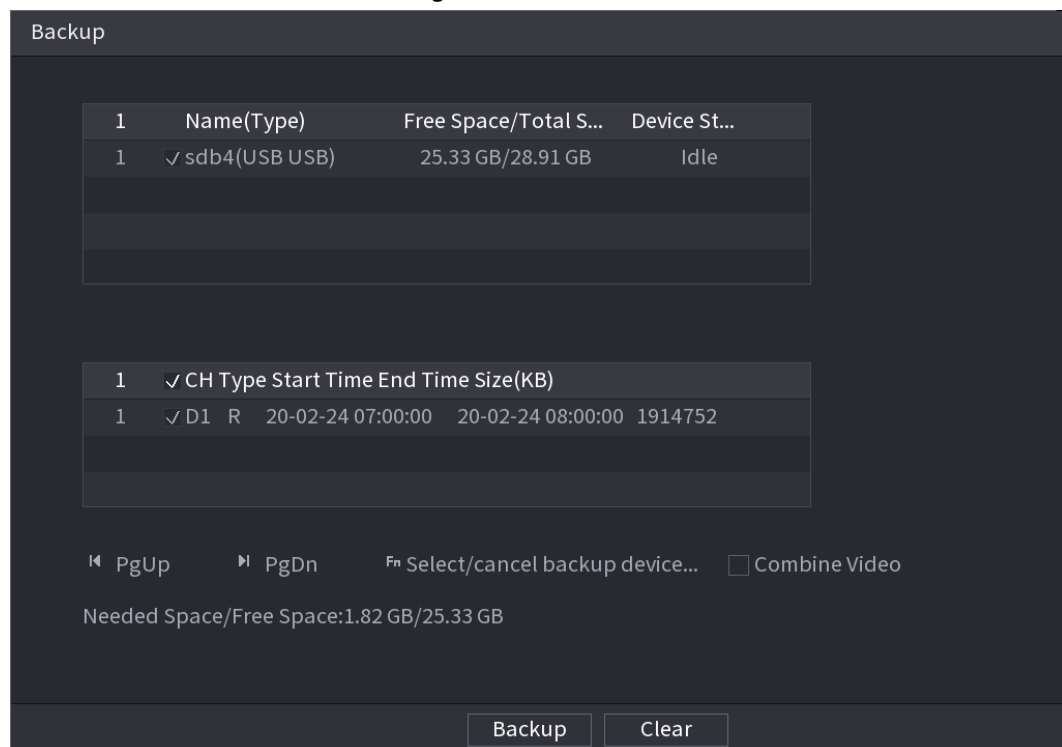 Backup
1 Name(Type) Free Space/Total S... Device St...
1 sdb4(USB USB) 25.33 GB/28.91 GB Idle
1 CH Type Start Time End Time Size(KB)
1 D1 R 20-02-24 07:00:00 20-02-24 08:00:00 1914752
PgUp PgDn Fn Select/cancel backup device... Combine Video
Needed Space/Free Space:1.82 GB/25.33 GB
Backup Clear